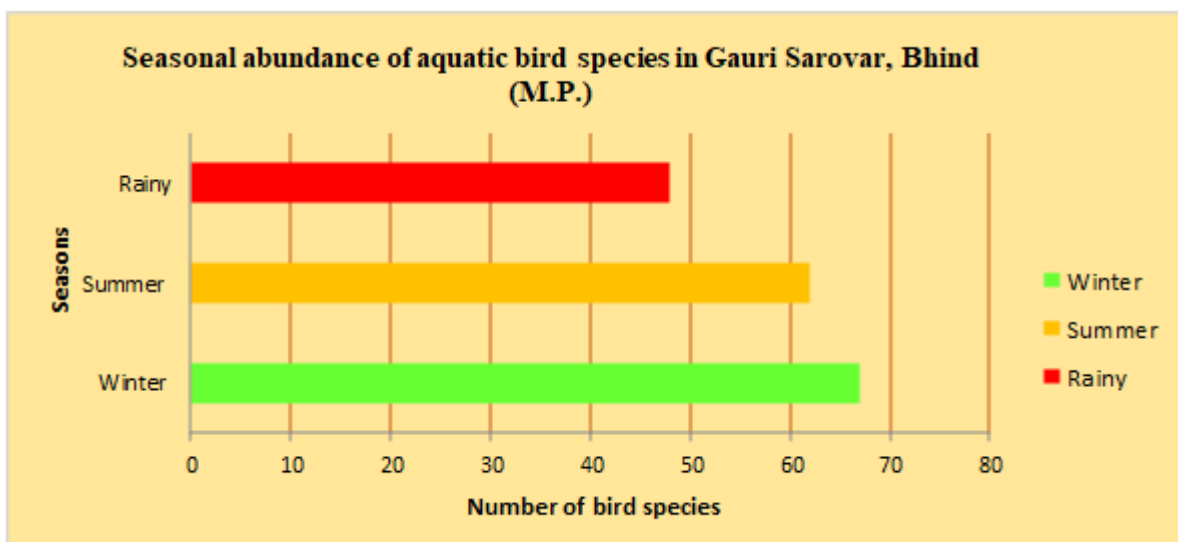 Seasonal abundance of aquatic bird species in Gauri Sarovar, Bhind
(M.P.)
Rainy
Summer
Winter
Seasons
0 10 20 30 40 50 60 70 80
Number of bird species
Winter
Summer
Rainy